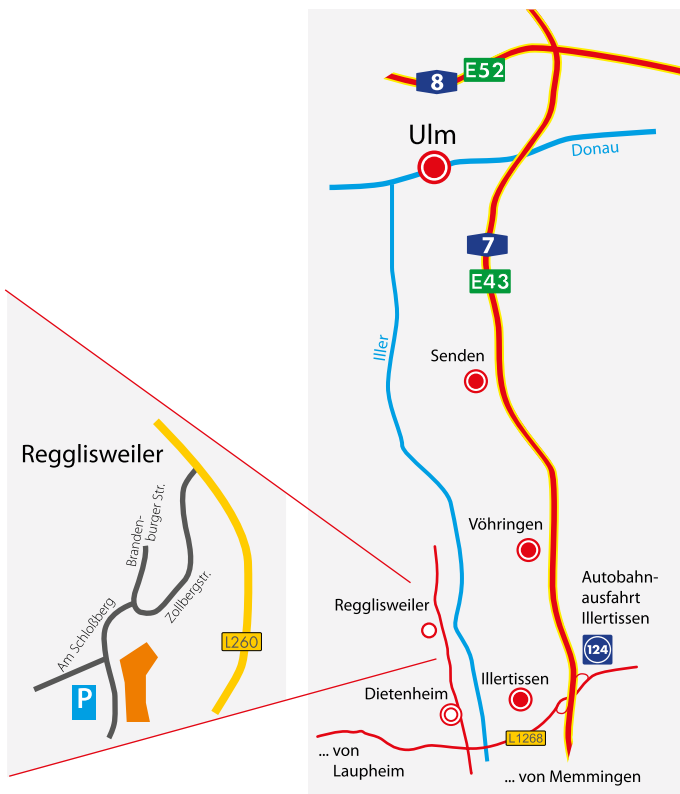 8
E52
Ulm
Donau
7
E43
Iller
Senden
Regglisweiler
Branden-
burger Str.
Zollbergstr.
Am Schloßberg
L260
P
Vöhringen
Autobahn-
ausfahrt
Illertissen
124
Regglisweiler
Illertissen
Dietenheim
L1268
... von
Laupheim
... von Memmingen